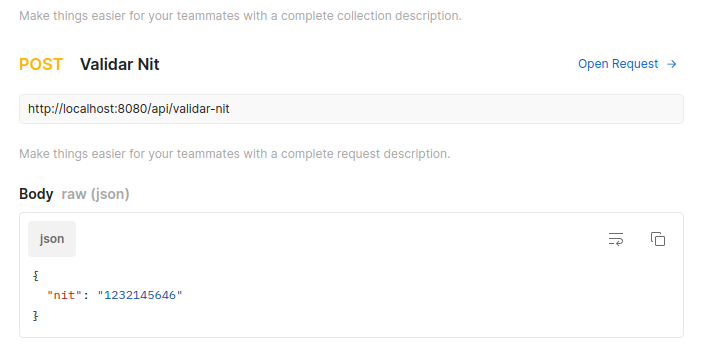 Make things easier for your teammates with a complete collection description.
POST Validar Nit Open Request →
http://localhost:8080/api/validar-nit
Make things easier for your teammates with a complete request description.
Body raw (json)
json
{
  "nit": "1232145646"
}